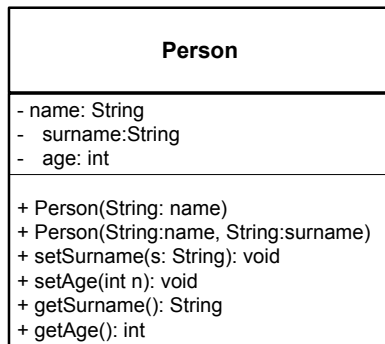 Person
- name: String
-   surname:String
-   age: int
+ Person(String: name)
+ Person(String:name, String:surname)
+ setSurname(s: String): void
+ setAge(int n): void
+ getSurname(): String
+ getAge(): int